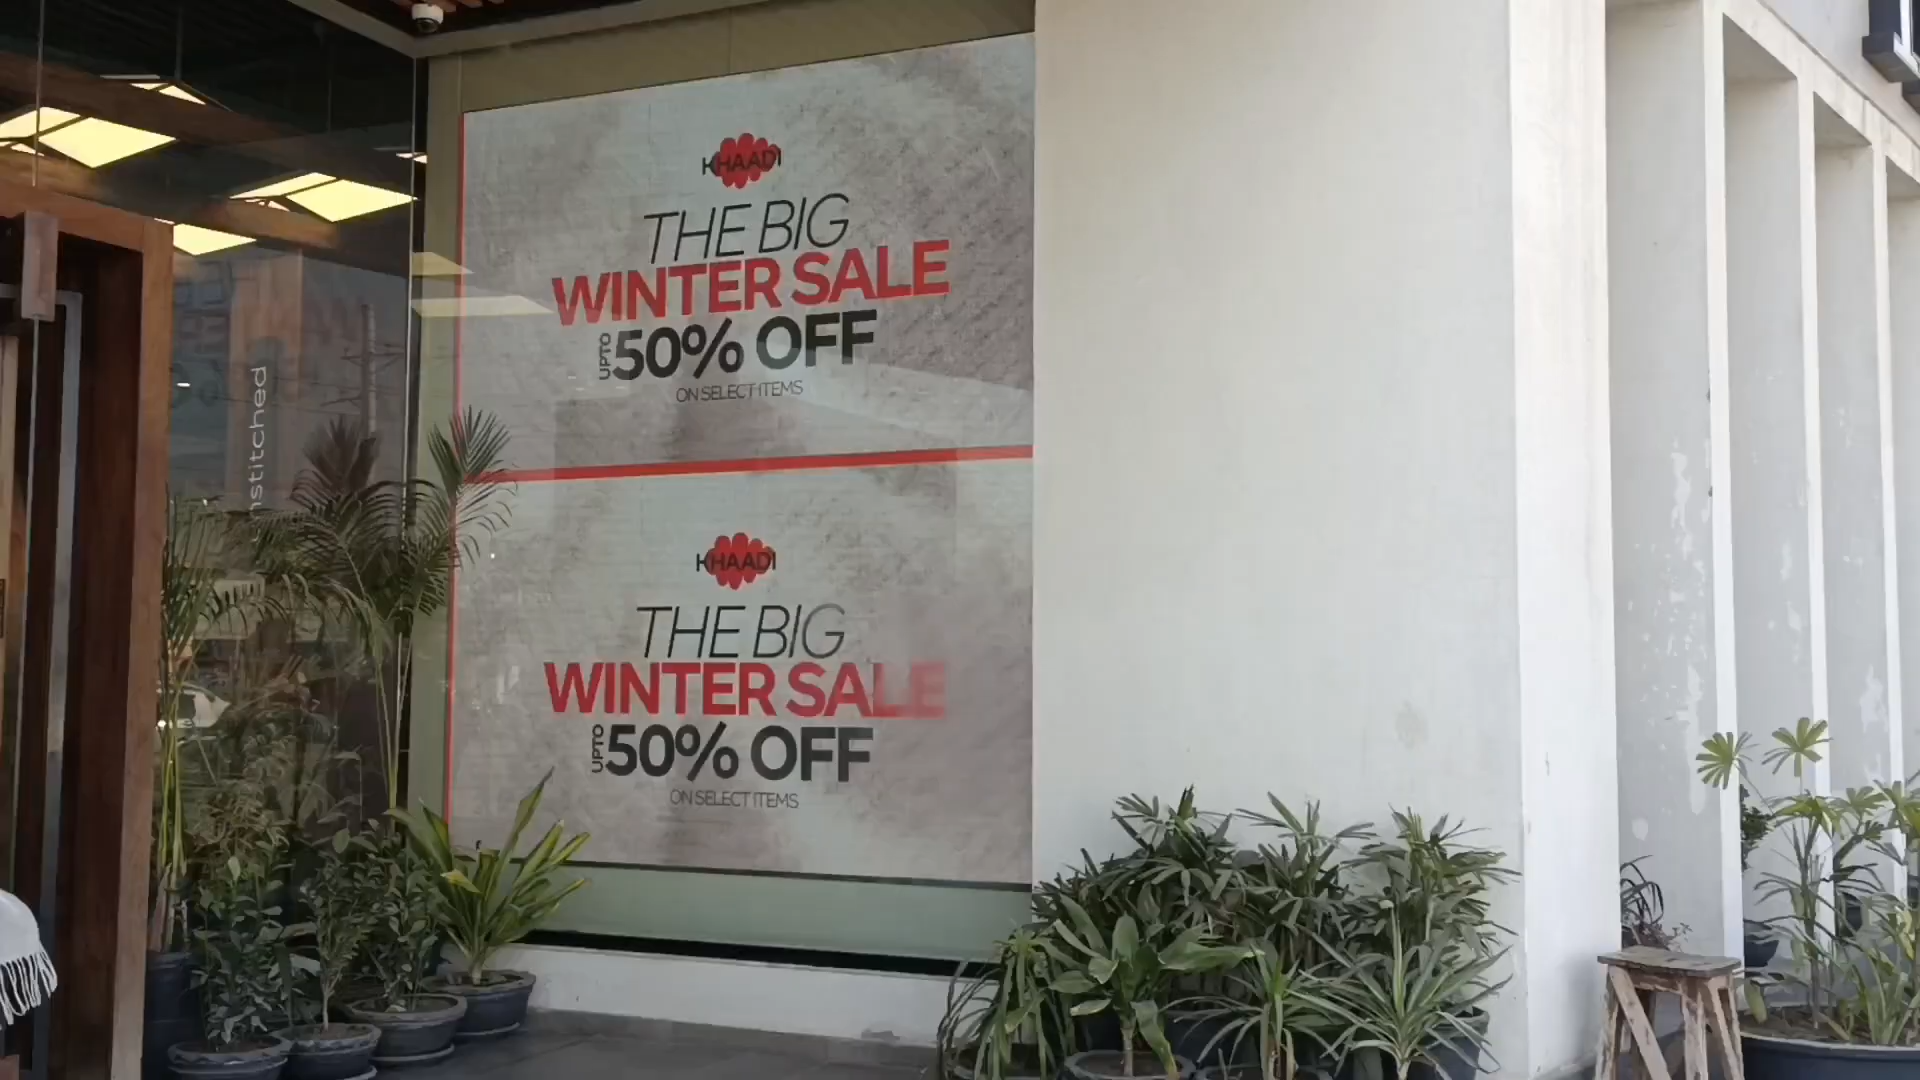 KHAADI
THE BIG
WINTER SALE
UPTO 50% OFF
ON SELECT ITEMS
KHAADI
THE BIG
WINTER SALE
UPTO 50% OFF
ON SELECT ITEMS
nstitched